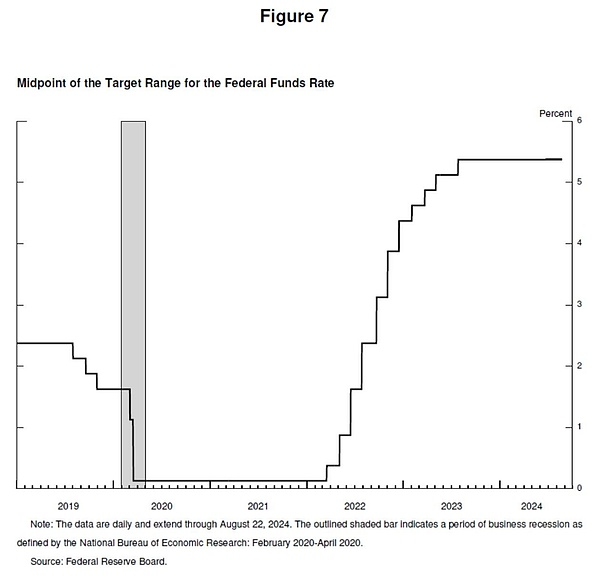 Figure 7
Midpoint of the Target Range for the Federal Funds Rate
Percent
6
5
4
3
2
1
0
2019 2020 2021 2022 2023 2024
Note: The data are daily and extend through August 22, 2024. The outlined shaded bar indicates a period of business recession as
defined by the National Bureau of Economic Research: February 2020-April 2020.
Source: Federal Reserve Board.